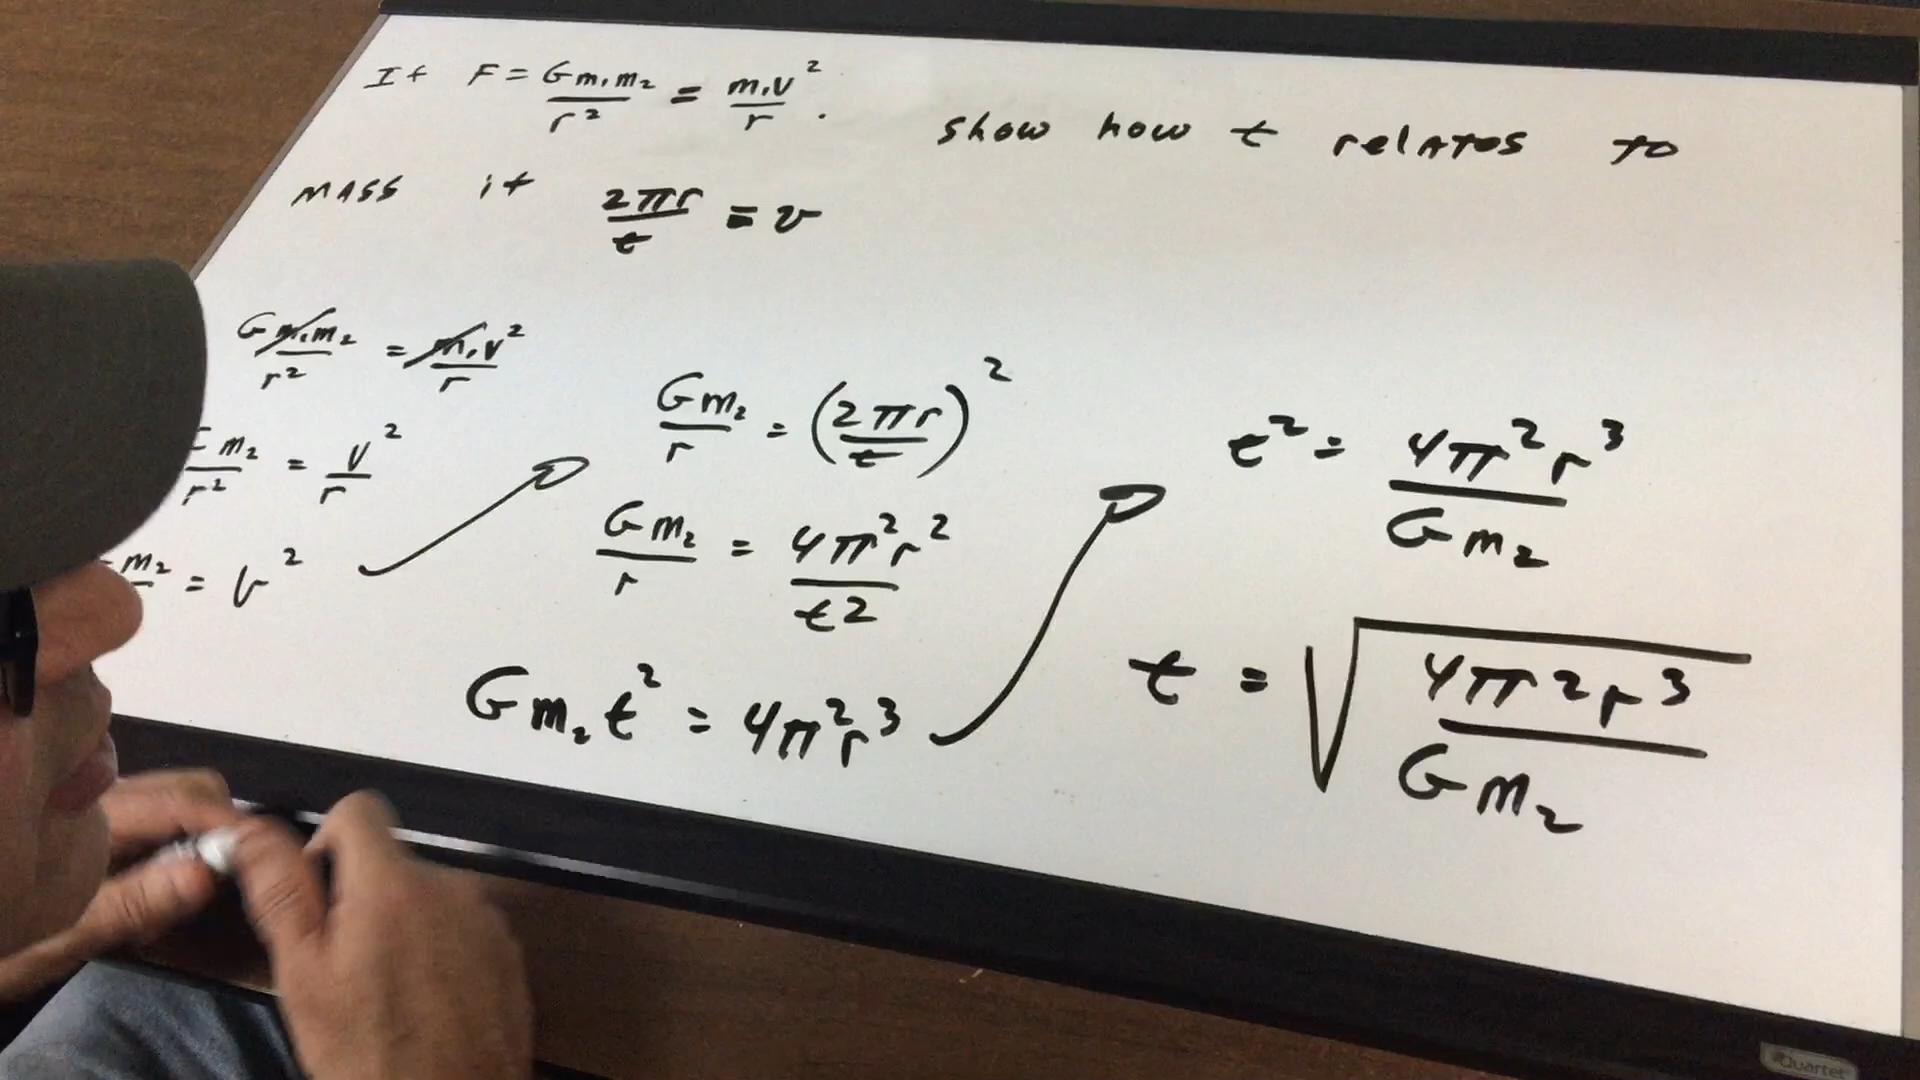 If F = Gm₁m₂/r² = m₁v²/r. show how t relates to
mass if 2πr/t = v
Gm₁m₂/r² = m₁v²/r
m₂/r² = v²/r
m₂ = v²
Gm₂/r = (2πr/t)²
Gm₂/r = 4π²r²/t²
Gm₂t² = 4π²r³
t² = 4π²r³/Gm₂
t = √(4π²r³/Gm₂)
Quartet